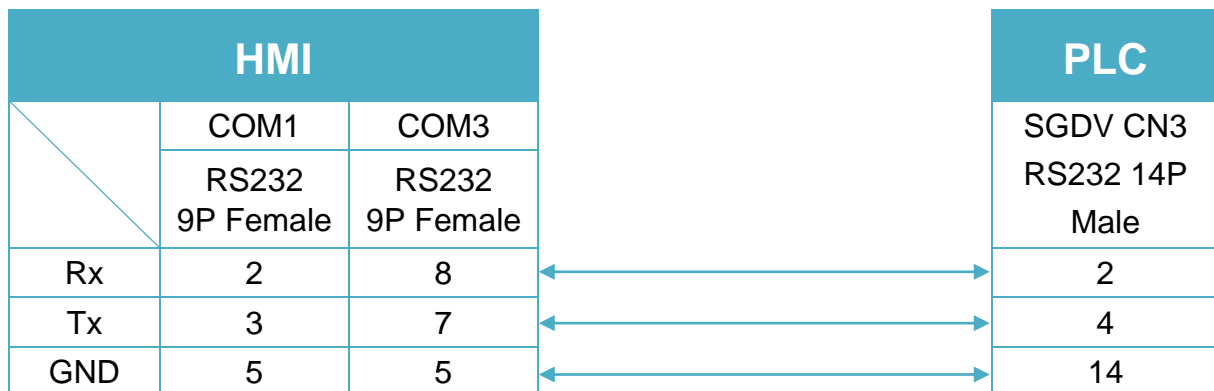 HMI PLC
COM1 COM3 SGDV CN3
RS232 RS232 RS232 14P
9P Female 9P Female Male
Rx 2 8 2
Tx 3 7 4
GND 5 5 14